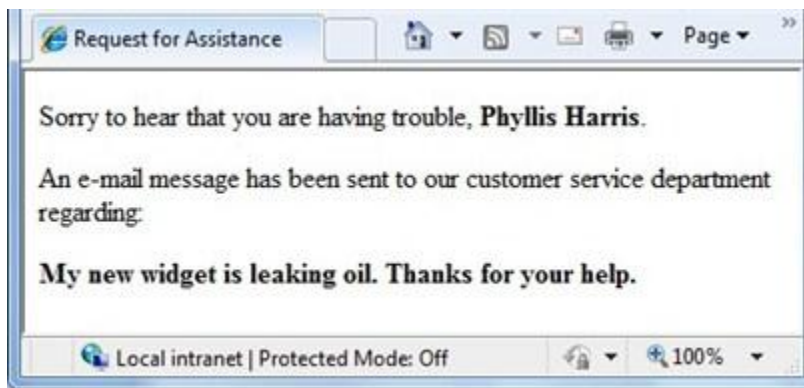 Request for Assistance Page »
Sorry to hear that you are having trouble, Phyllis Harris.
An e-mail message has been sent to our customer service department
regarding:
My new widget is leaking oil. Thanks for your help.
Local intranet | Protected Mode: Off 100%